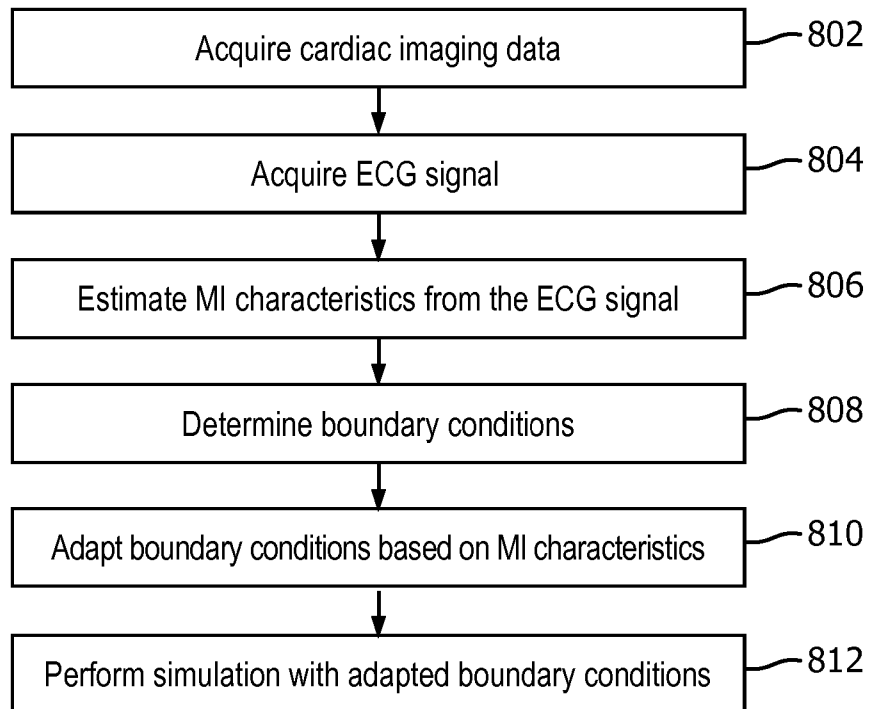 Acquire cardiac imaging data 802
Acquire ECG signal 804
Estimate MI characteristics from the ECG signal 806
Determine boundary conditions 808
Adapt boundary conditions based on MI characteristics 810
Perform simulation with adapted boundary conditions 812